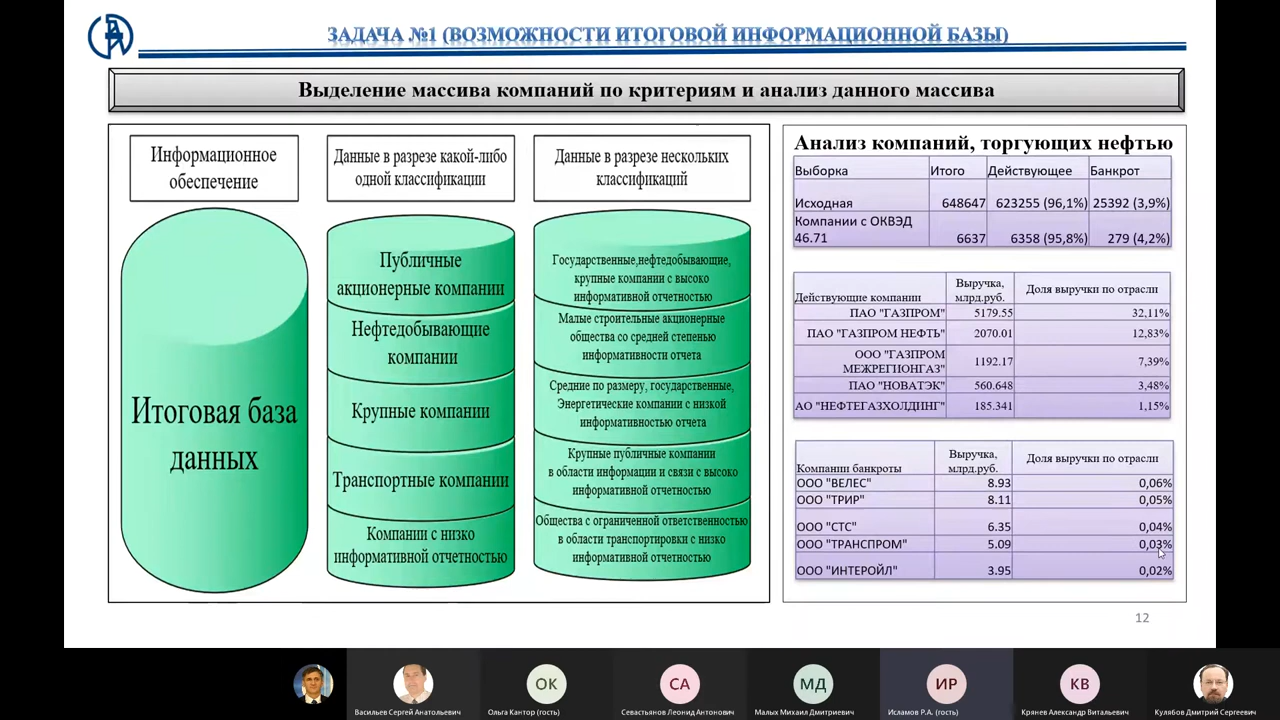 ЗАДАЧА №1 (ВОЗМОЖНОСТИ ИТОГОВОЙ ИНФОРМАЦИОННОЙ БАЗЫ)
Выделение массива компаний по критериям и анализ данного массива
Информационное
обеспечение
Итоговая база
данных
Данные в разрезе какой-либо
одной классификации
Публичные
акционерные компании
Нефтедобывающие
компании
Крупные компании
Транспортные компании
Компании с низко
информативной отчетностью
Данные в разрезе нескольких
классификаций
Государственные,нефтедобывающие,
крупные компании с высоко
информативной отчетностью
Малые строительные акционерные
общества со средней степенью
информативности отчета
Средние по размеру, государственные,
Энергетические компании с низкой
информативностью отчета
Крупные публичные компании
в области информации и связи с высоко
информативной отчетностью
Общества с ограниченной ответственностью
в области транспортировки с низко
информативной отчетностью
Анализ компаний, торгующих нефтью
Выборка Итого Действующее Банкрот
Исходная 648647 623255 (96,1%) 25392 (3,9%)
Компании с ОКВЭД
46.71 6637 6358 (95,8%) 279 (4,2%)
Действующие компании Выручка, млрд.руб. Доля выручки по отрасли
ПАО "ГАЗПРОМ" 5179.55 32,11%
ПАО "ГАЗПРОМ НЕФТЬ" 2070.01 12,83%
ООО "ГАЗПРОМ
МЕЖРЕГИОНГАЗ" 1192.17 7,39%
ПАО "НОВАТЭК" 560.648 3,48%
АО "НЕФТЕГАЗХОЛДИНГ" 185.341 1,15%
Компании банкроты Выручка, млрд.руб. Доля выручки по отрасли
ООО "ВЕЛЕС" 8.93 0,06%
ООО "ТРИР" 8.11 0,05%
ООО "СТС" 6.35 0,04%
ООО "ТРАНСПРОМ" 5.09 0,03%
ООО "ИНТЕРОЙЛ" 3.95 0,02%
12
ОК СА МД ИР КВ
Васильев Сергей Анатольевич Ольга Кантор (гость) Севастьянов Леонид Антонович Малых Михаил Дмитриевич Исламов Р.А. (гость) Крянев Александр Витальевич Кулябов Дмитрий Сергеевич